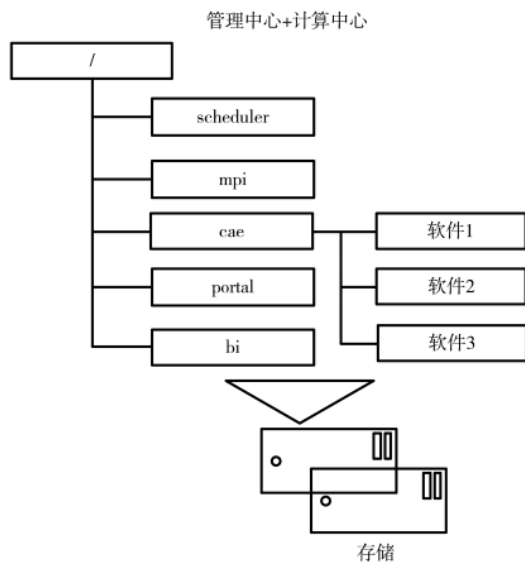 管理中心+计算中心
/
scheduler
mpi
cae
软件1
portal
软件2
bi
软件3
存储